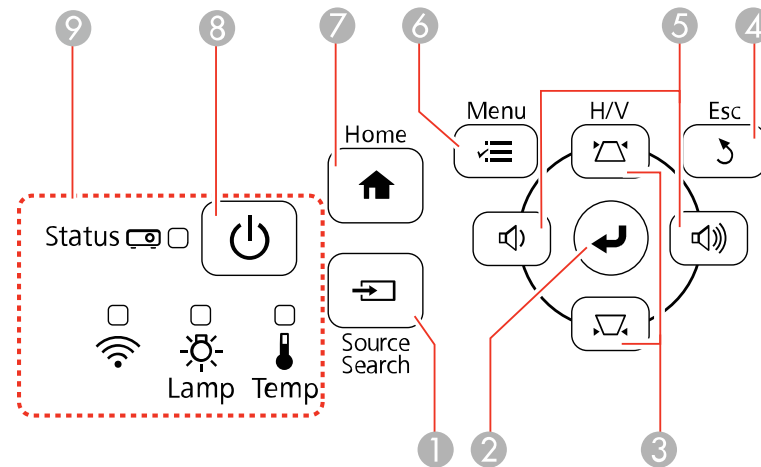 9 8 7 6 5 4
Menu H/V Esc
Home
Status
Source
Search
Lamp Temp
1 2 3